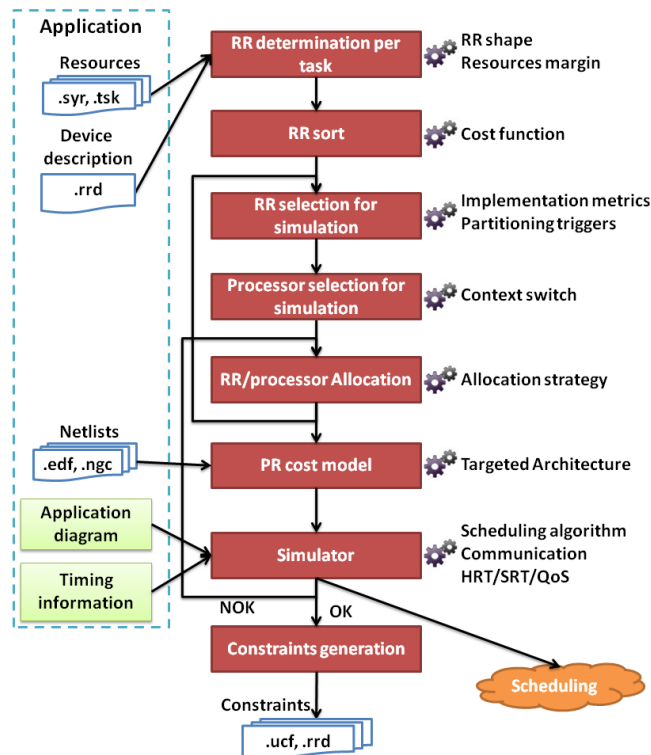 Application
Resources
.syr, .tsk
Device
description
.rrd
RR determination per
task
RR shape
Resources margin
RR sort
Cost function
RR selection for
simulation
Implementation metrics
Partitioning triggers
Processor selection for
simulation
Context switch
RR/processor Allocation
Allocation strategy
Netlists
.edf, .ngc
PR cost model
Targeted Architecture
Application
diagram
Timing
information
Simulator
Scheduling algorithm
Communication
HRT/SRT/QoS
NOK
OK
Constraints generation
Scheduling
Constraints
.ucf, .rrd